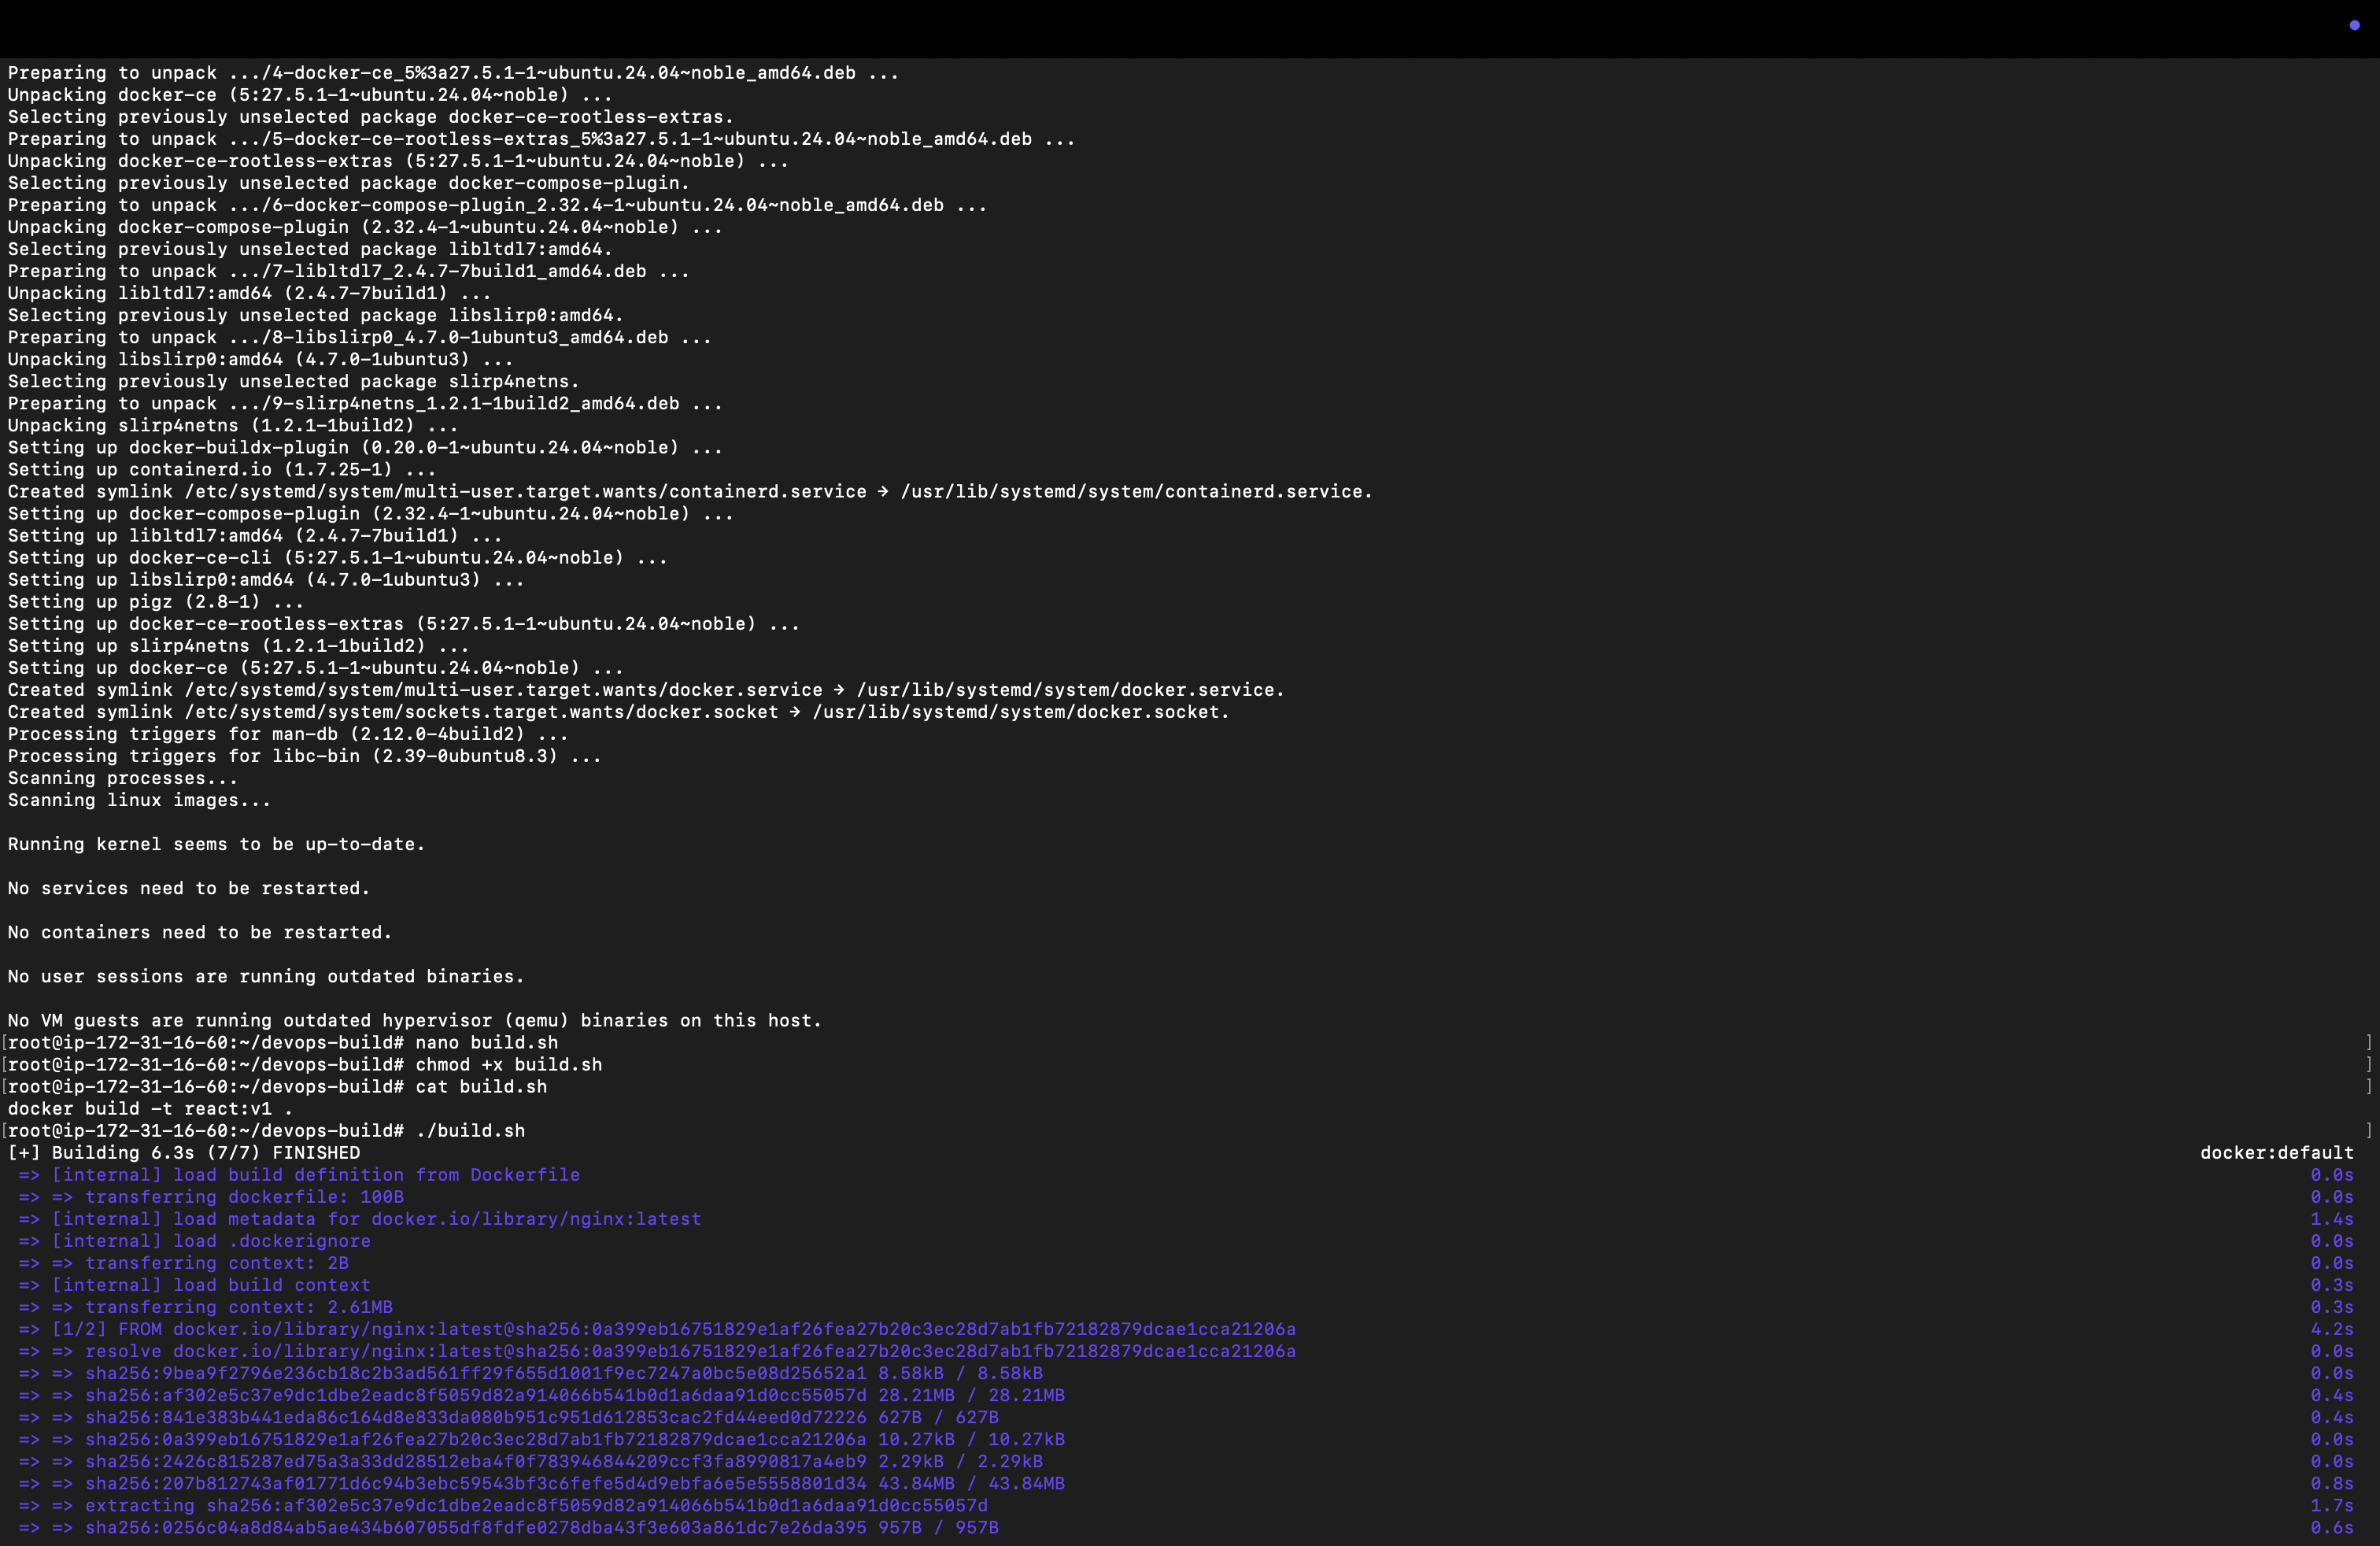 Preparing to unpack .../4-docker-ce_5%3a27.5.1-1~ubuntu.24.04~noble_amd64.deb ...
Unpacking docker-ce (5:27.5.1-1~ubuntu.24.04~noble) ...
Selecting previously unselected package docker-ce-rootless-extras.
Preparing to unpack .../5-docker-ce-rootless-extras_5%3a27.5.1-1~ubuntu.24.04~noble_amd64.deb ...
Unpacking docker-ce-rootless-extras (5:27.5.1-1~ubuntu.24.04~noble) ...
Selecting previously unselected package docker-compose-plugin.
Preparing to unpack .../6-docker-compose-plugin_2.32.4-1~ubuntu.24.04~noble_amd64.deb ...
Unpacking docker-compose-plugin (2.32.4-1~ubuntu.24.04~noble) ...
Selecting previously unselected package libltdl7:amd64.
Preparing to unpack .../7-libltdl7_2.4.7-7build1_amd64.deb ...
Unpacking libltdl7:amd64 (2.4.7-7build1) ...
Selecting previously unselected package libslirp0:amd64.
Preparing to unpack .../8-libslirp0_4.7.0-1ubuntu3_amd64.deb ...
Unpacking libslirp0:amd64 (4.7.0-1ubuntu3) ...
Selecting previously unselected package slirp4netns.
Preparing to unpack .../9-slirp4netns_1.2.1-1build2_amd64.deb ...
Unpacking slirp4netns (1.2.1-1build2) ...
Setting up docker-buildx-plugin (0.20.0-1~ubuntu.24.04~noble) ...
Setting up containerd.io (1.7.25-1) ...
Created symlink /etc/systemd/system/multi-user.target.wants/containerd.service → /usr/lib/systemd/system/containerd.service.
Setting up docker-compose-plugin (2.32.4-1~ubuntu.24.04~noble) ...
Setting up libltdl7:amd64 (2.4.7-7build1) ...
Setting up docker-ce-cli (5:27.5.1-1~ubuntu.24.04~noble) ...
Setting up libslirp0:amd64 (4.7.0-1ubuntu3) ...
Setting up pigz (2.8-1) ...
Setting up docker-ce-rootless-extras (5:27.5.1-1~ubuntu.24.04~noble) ...
Setting up slirp4netns (1.2.1-1build2) ...
Setting up docker-ce (5:27.5.1-1~ubuntu.24.04~noble) ...
Created symlink /etc/systemd/system/multi-user.target.wants/docker.service → /usr/lib/systemd/system/docker.service.
Created symlink /etc/systemd/system/sockets.target.wants/docker.socket → /usr/lib/systemd/system/docker.socket.
Processing triggers for man-db (2.12.0-4build2) ...
Processing triggers for libc-bin (2.39-0ubuntu8.3) ...
Scanning processes...
Scanning linux images...
Running kernel seems to be up-to-date.
No services need to be restarted.
No containers need to be restarted.
No user sessions are running outdated binaries.
No VM guests are running outdated hypervisor (qemu) binaries on this host.
[root@ip-172-31-16-60:~/devops-build# nano build.sh ]
[root@ip-172-31-16-60:~/devops-build# chmod +x build.sh ]
[root@ip-172-31-16-60:~/devops-build# cat build.sh ]
docker build -t react:v1 .
[root@ip-172-31-16-60:~/devops-build# ./build.sh ]
[+] Building 6.3s (7/7) FINISHED docker:default
=> [internal] load build definition from Dockerfile 0.0s
=> => transferring dockerfile: 100B 0.0s
=> [internal] load metadata for docker.io/library/nginx:latest 1.4s
=> [internal] load .dockerignore 0.0s
=> => transferring context: 2B 0.0s
=> [internal] load build context 0.3s
=> => transferring context: 2.61MB 0.3s
=> [1/2] FROM docker.io/library/nginx:latest@sha256:0a399eb16751829e1af26fea27b20c3ec28d7ab1fb72182879dcae1cca21206a 4.2s
=> => resolve docker.io/library/nginx:latest@sha256:0a399eb16751829e1af26fea27b20c3ec28d7ab1fb72182879dcae1cca21206a 0.0s
=> => sha256:9bea9f2796e236cb18c2b3ad561ff29f655d1001f9ec7247a0bc5e08d25652a1 8.58kB / 8.58kB 0.0s
=> => sha256:af302e5c37e9dc1dbe2eadc8f5059d82a914066b541b0d1a6daa91d0cc55057d 28.21MB / 28.21MB 0.4s
=> => sha256:841e383b441eda86c164d8e833da080b951c951d612853cac2fd44eed0d72226 627B / 627B 0.4s
=> => sha256:0a399eb16751829e1af26fea27b20c3ec28d7ab1fb72182879dcae1cca21206a 10.27kB / 10.27kB 0.0s
=> => sha256:2426c815287ed75a3a33dd28512eba4f0f783946844209ccf3fa8990817a4eb9 2.29kB / 2.29kB 0.0s
=> => sha256:207b812743af01771d6c94b3ebc59543bf3c6fefe5d4d9ebfa6e5e5558801d34 43.84MB / 43.84MB 0.8s
=> => extracting sha256:af302e5c37e9dc1dbe2eadc8f5059d82a914066b541b0d1a6daa91d0cc55057d 1.7s
=> => sha256:0256c04a8d84ab5ae434b607055df8fdfe0278dba43f3e603a861dc7e26da395 957B / 957B 0.6s